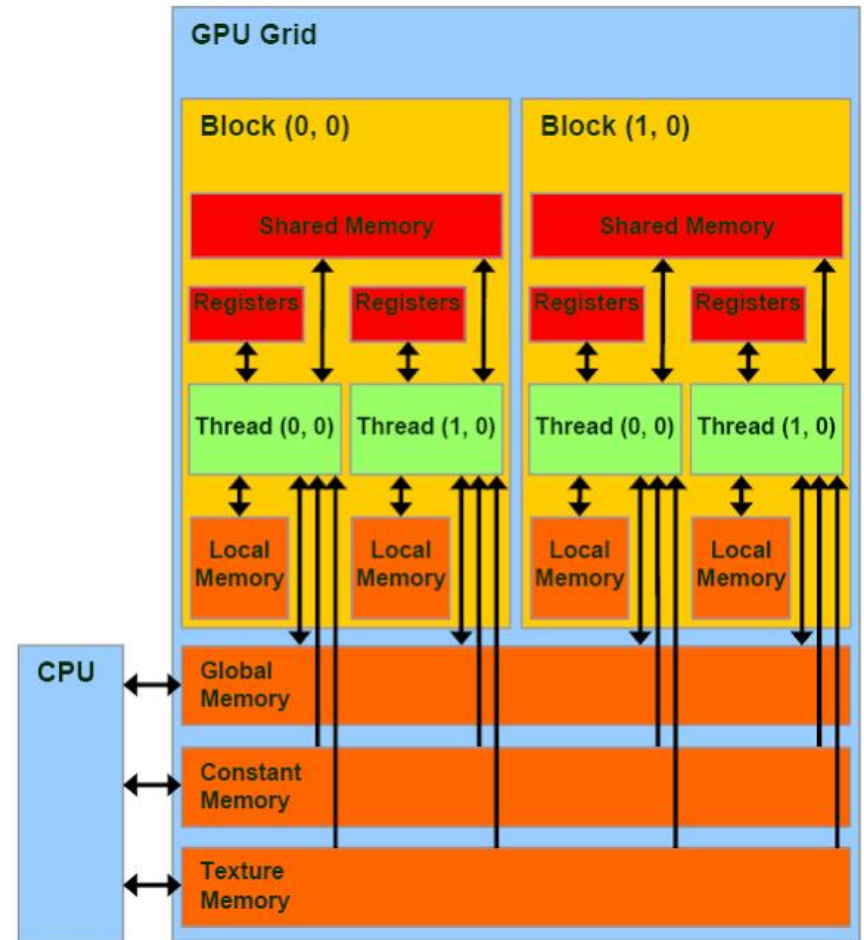 GPU Grid
Block (0, 0)
Block (1, 0)
Shared Memory
Shared Memory
Registers
Registers
Registers
Registers
Thread (0, 0)
Thread (1, 0)
Thread (0, 0)
Thread (1, 0)
Local
Memory
Local
Memory
Local
Memory
Local
Memory
CPU
Global
Memory
Constant
Memory
Texture
Memory